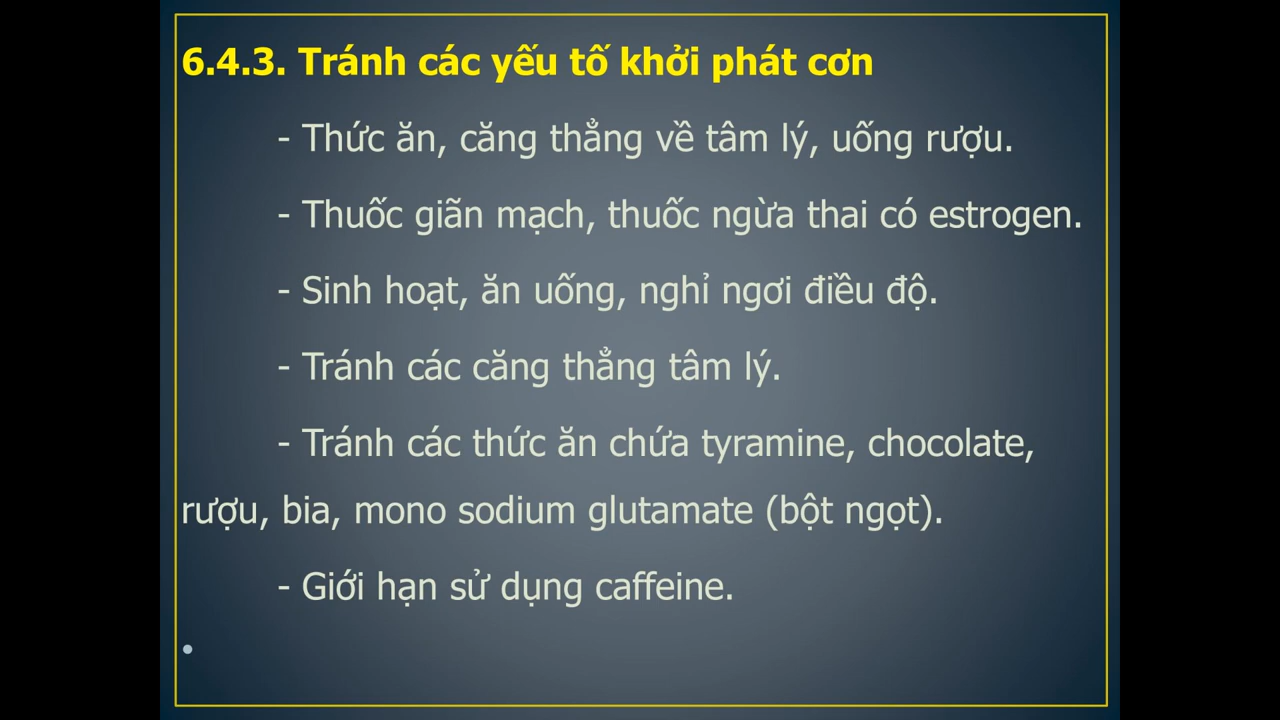 6.4.3. Tránh các yếu tố khởi phát cơn
- Thức ăn, căng thẳng về tâm lý, uống rượu.
- Thuốc giãn mạch, thuốc ngừa thai có estrogen.
- Sinh hoạt, ăn uống, nghỉ ngơi điều độ.
- Tránh các căng thẳng tâm lý.
- Tránh các thức ăn chứa tyramine, chocolate,
rượu, bia, mono sodium glutamate (bột ngọt).
- Giới hạn sử dụng caffeine.
•